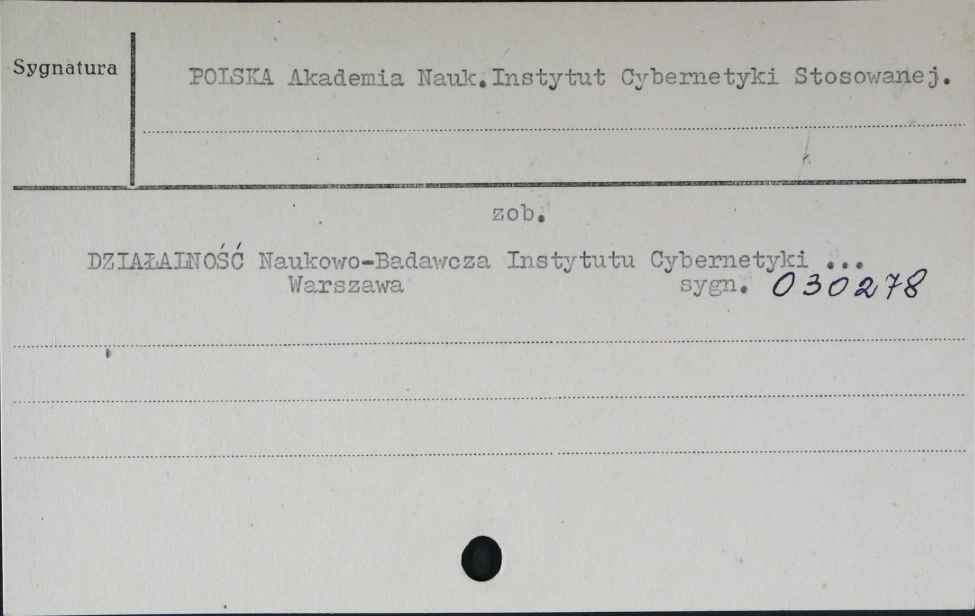 Sygnatura
POLSKA Akademia Nauk.Instytut Cybernetyki Stosowanej.
zob.
DZIAŁALNOŚĆ Naukowo-Badawcza Instytutu Cybernetyki ...
Warszawa sygn. 030278